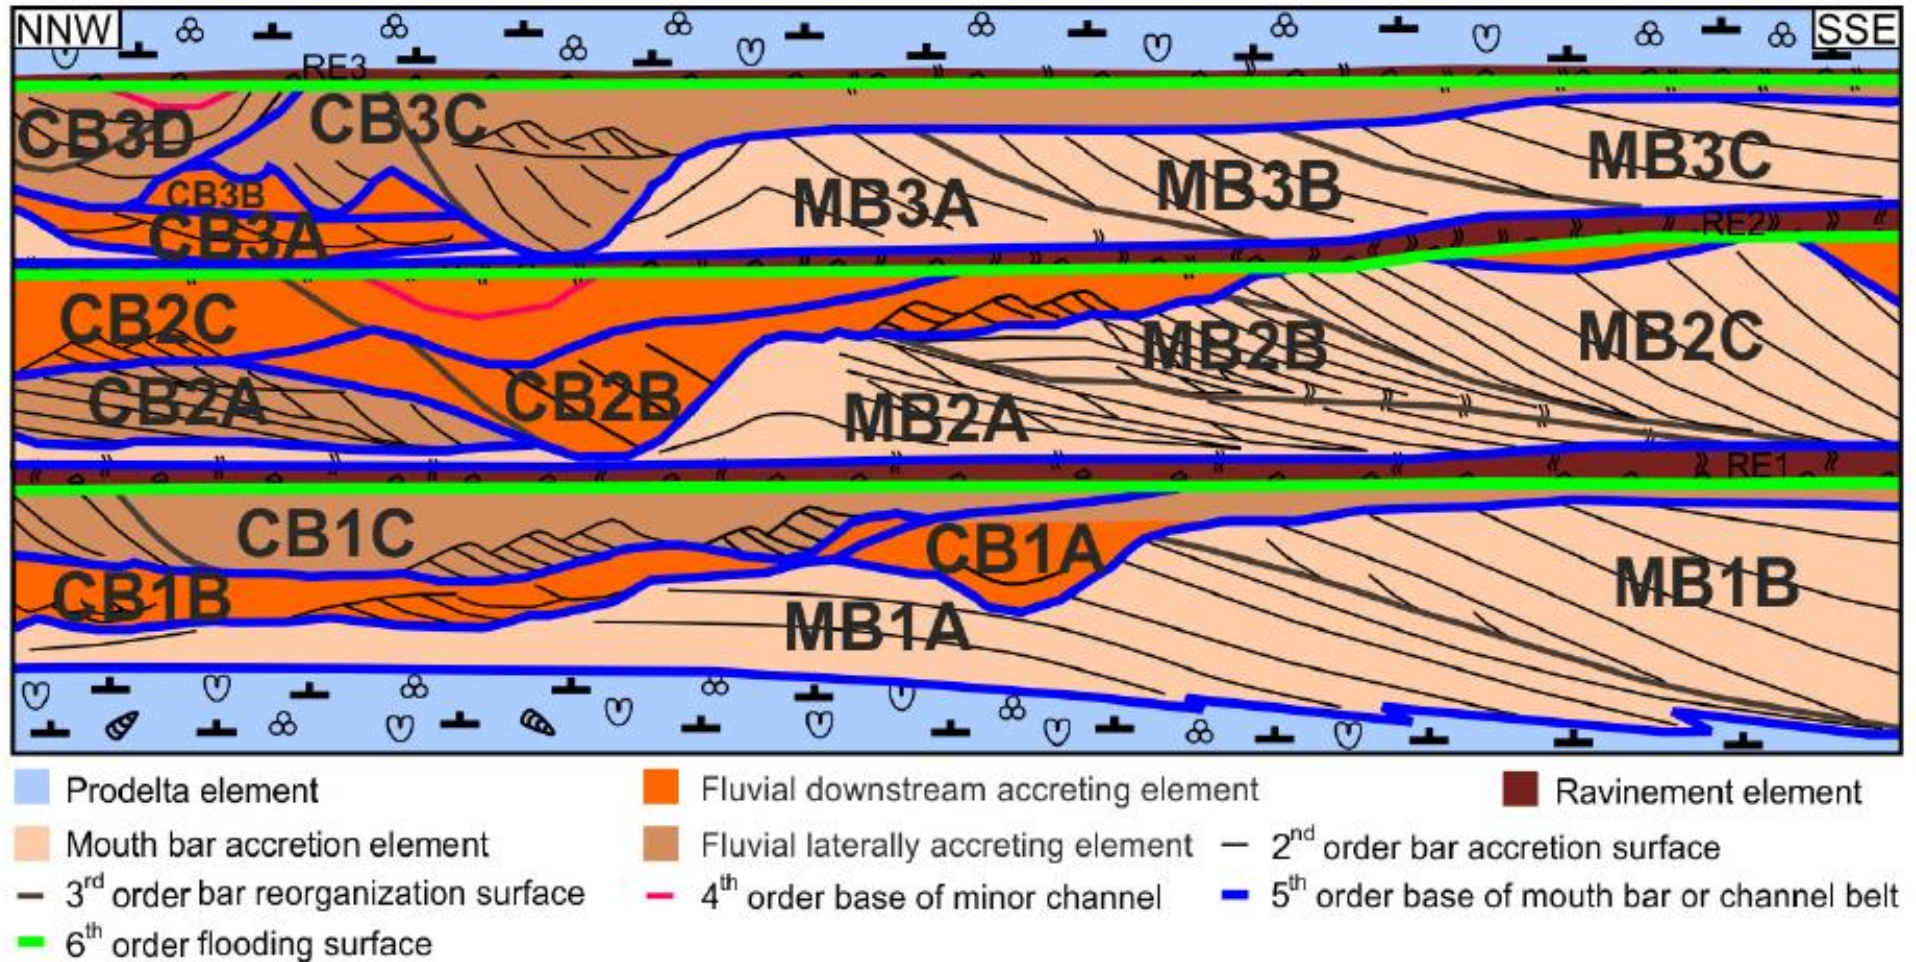 NNW
SSE
RE3
CB3D
CB3C
MB3C
CB3B
MB3A
MB3B
CB3A
RE2
CB2C
MB2B
MB2C
CB2A
CB2B
MB2A
RE1
CB1C
CB1A
CB1B
MB1B
MB1A
Prodelta element
Fluvial downstream accreting element
Ravinement element
Mouth bar accretion element
Fluvial laterally accreting element
2nd order bar accretion surface
3rd order bar reorganization surface
4th order base of minor channel
5th order base of mouth bar or channel belt
6th order flooding surface